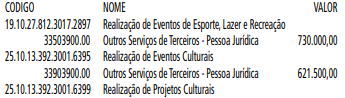 CODIGO NOME VALOR
19.10.27.812.3017.2897 Realização de Eventos de Esporte, Lazer e Recreação
33503900.00 Outros Serviços de Terceiros - Pessoa Jurídica 730.000,00
25.10.13.392.3001.6395 Realização de Eventos Culturais
33903900.00 Outros Serviços de Terceiros - Pessoa Jurídica 621.500,00
25.10.13.392.3001.6399 Realização de Projetos Culturais